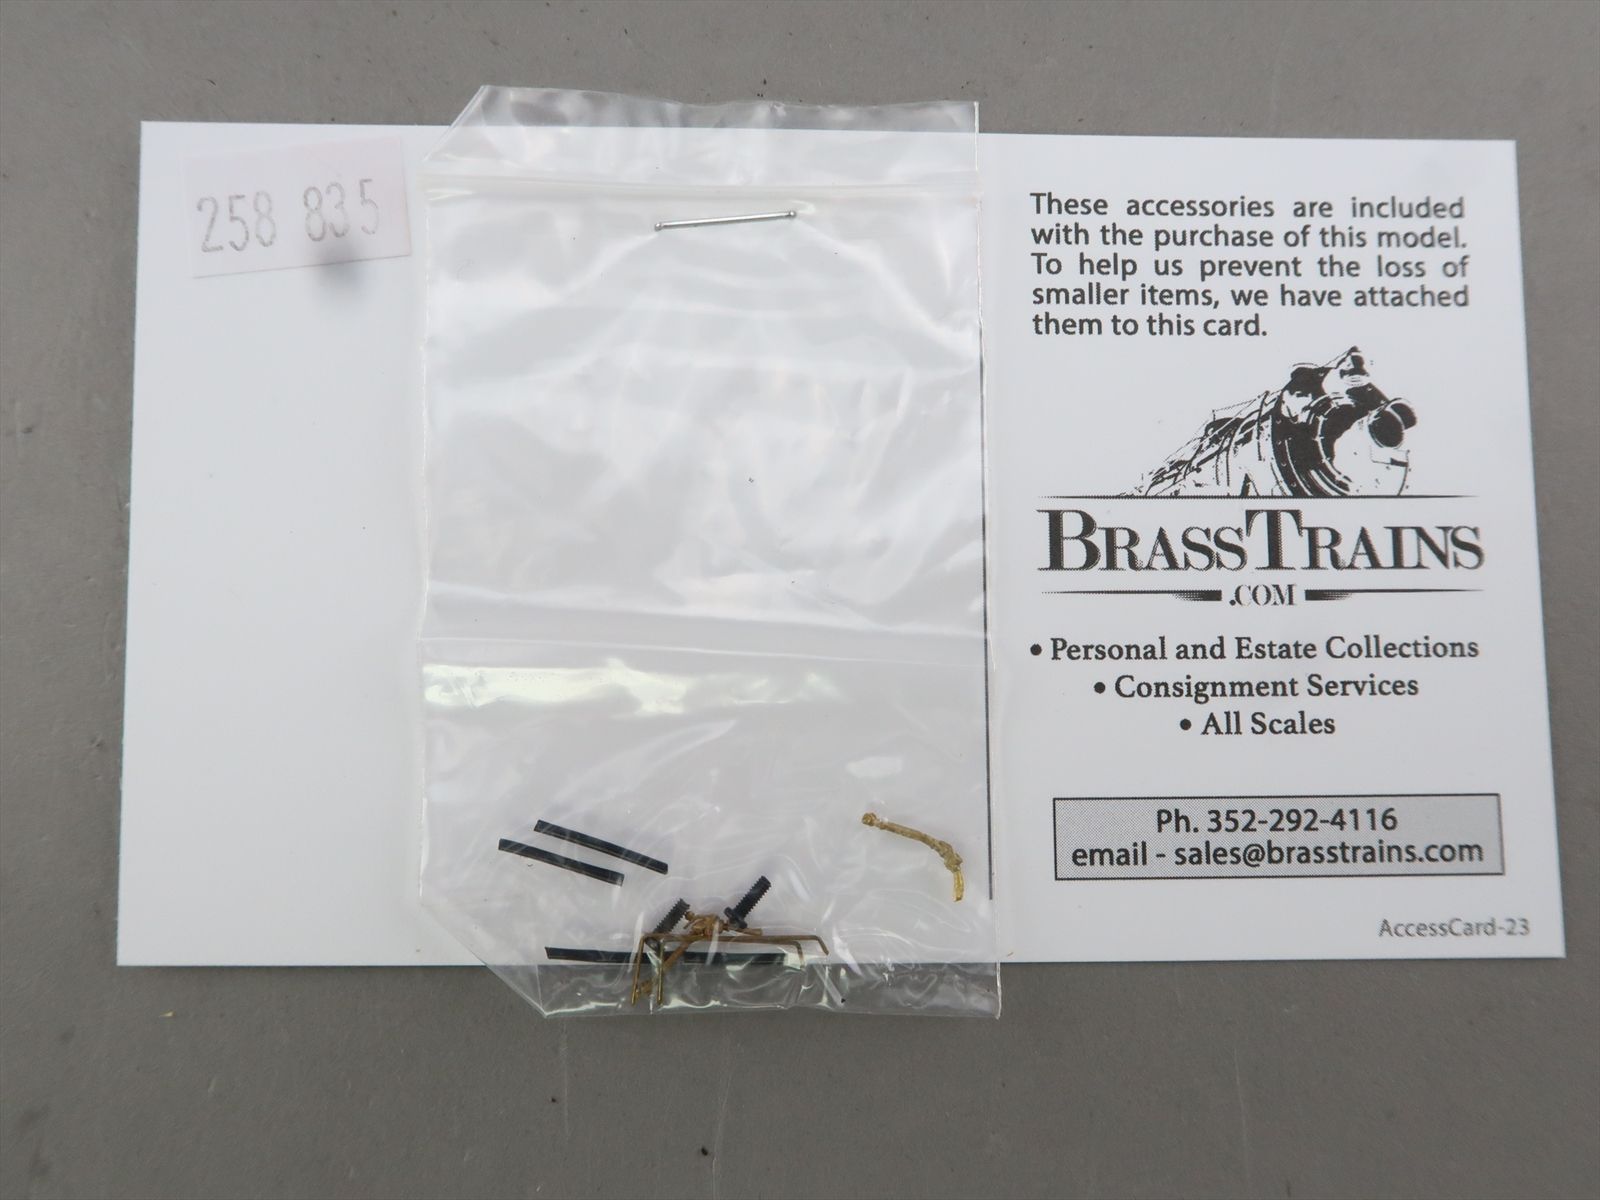 258 835
These accessories are included
with the purchase of this model.
To help us prevent the loss of
smaller items, we have attached
them to this card.
BRASSTRAINS
.COM
• Personal and Estate Collections
• Consignment Services
• All Scales
Ph. 352-292-4116
email - sales@brasstrains.com
AccessCard-23